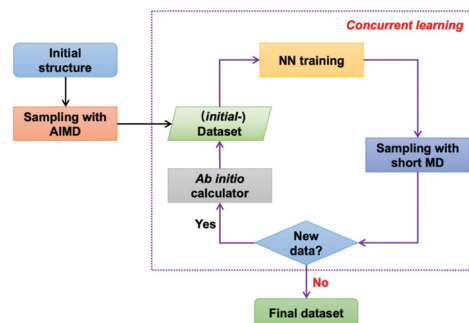 Concurrent learning
Initial
structure
NN training
Sampling with
AIMD
(initial-)
Dataset
Sampling with
short MD
Ab initio
calculator
Yes
New
data?
No
Final dataset